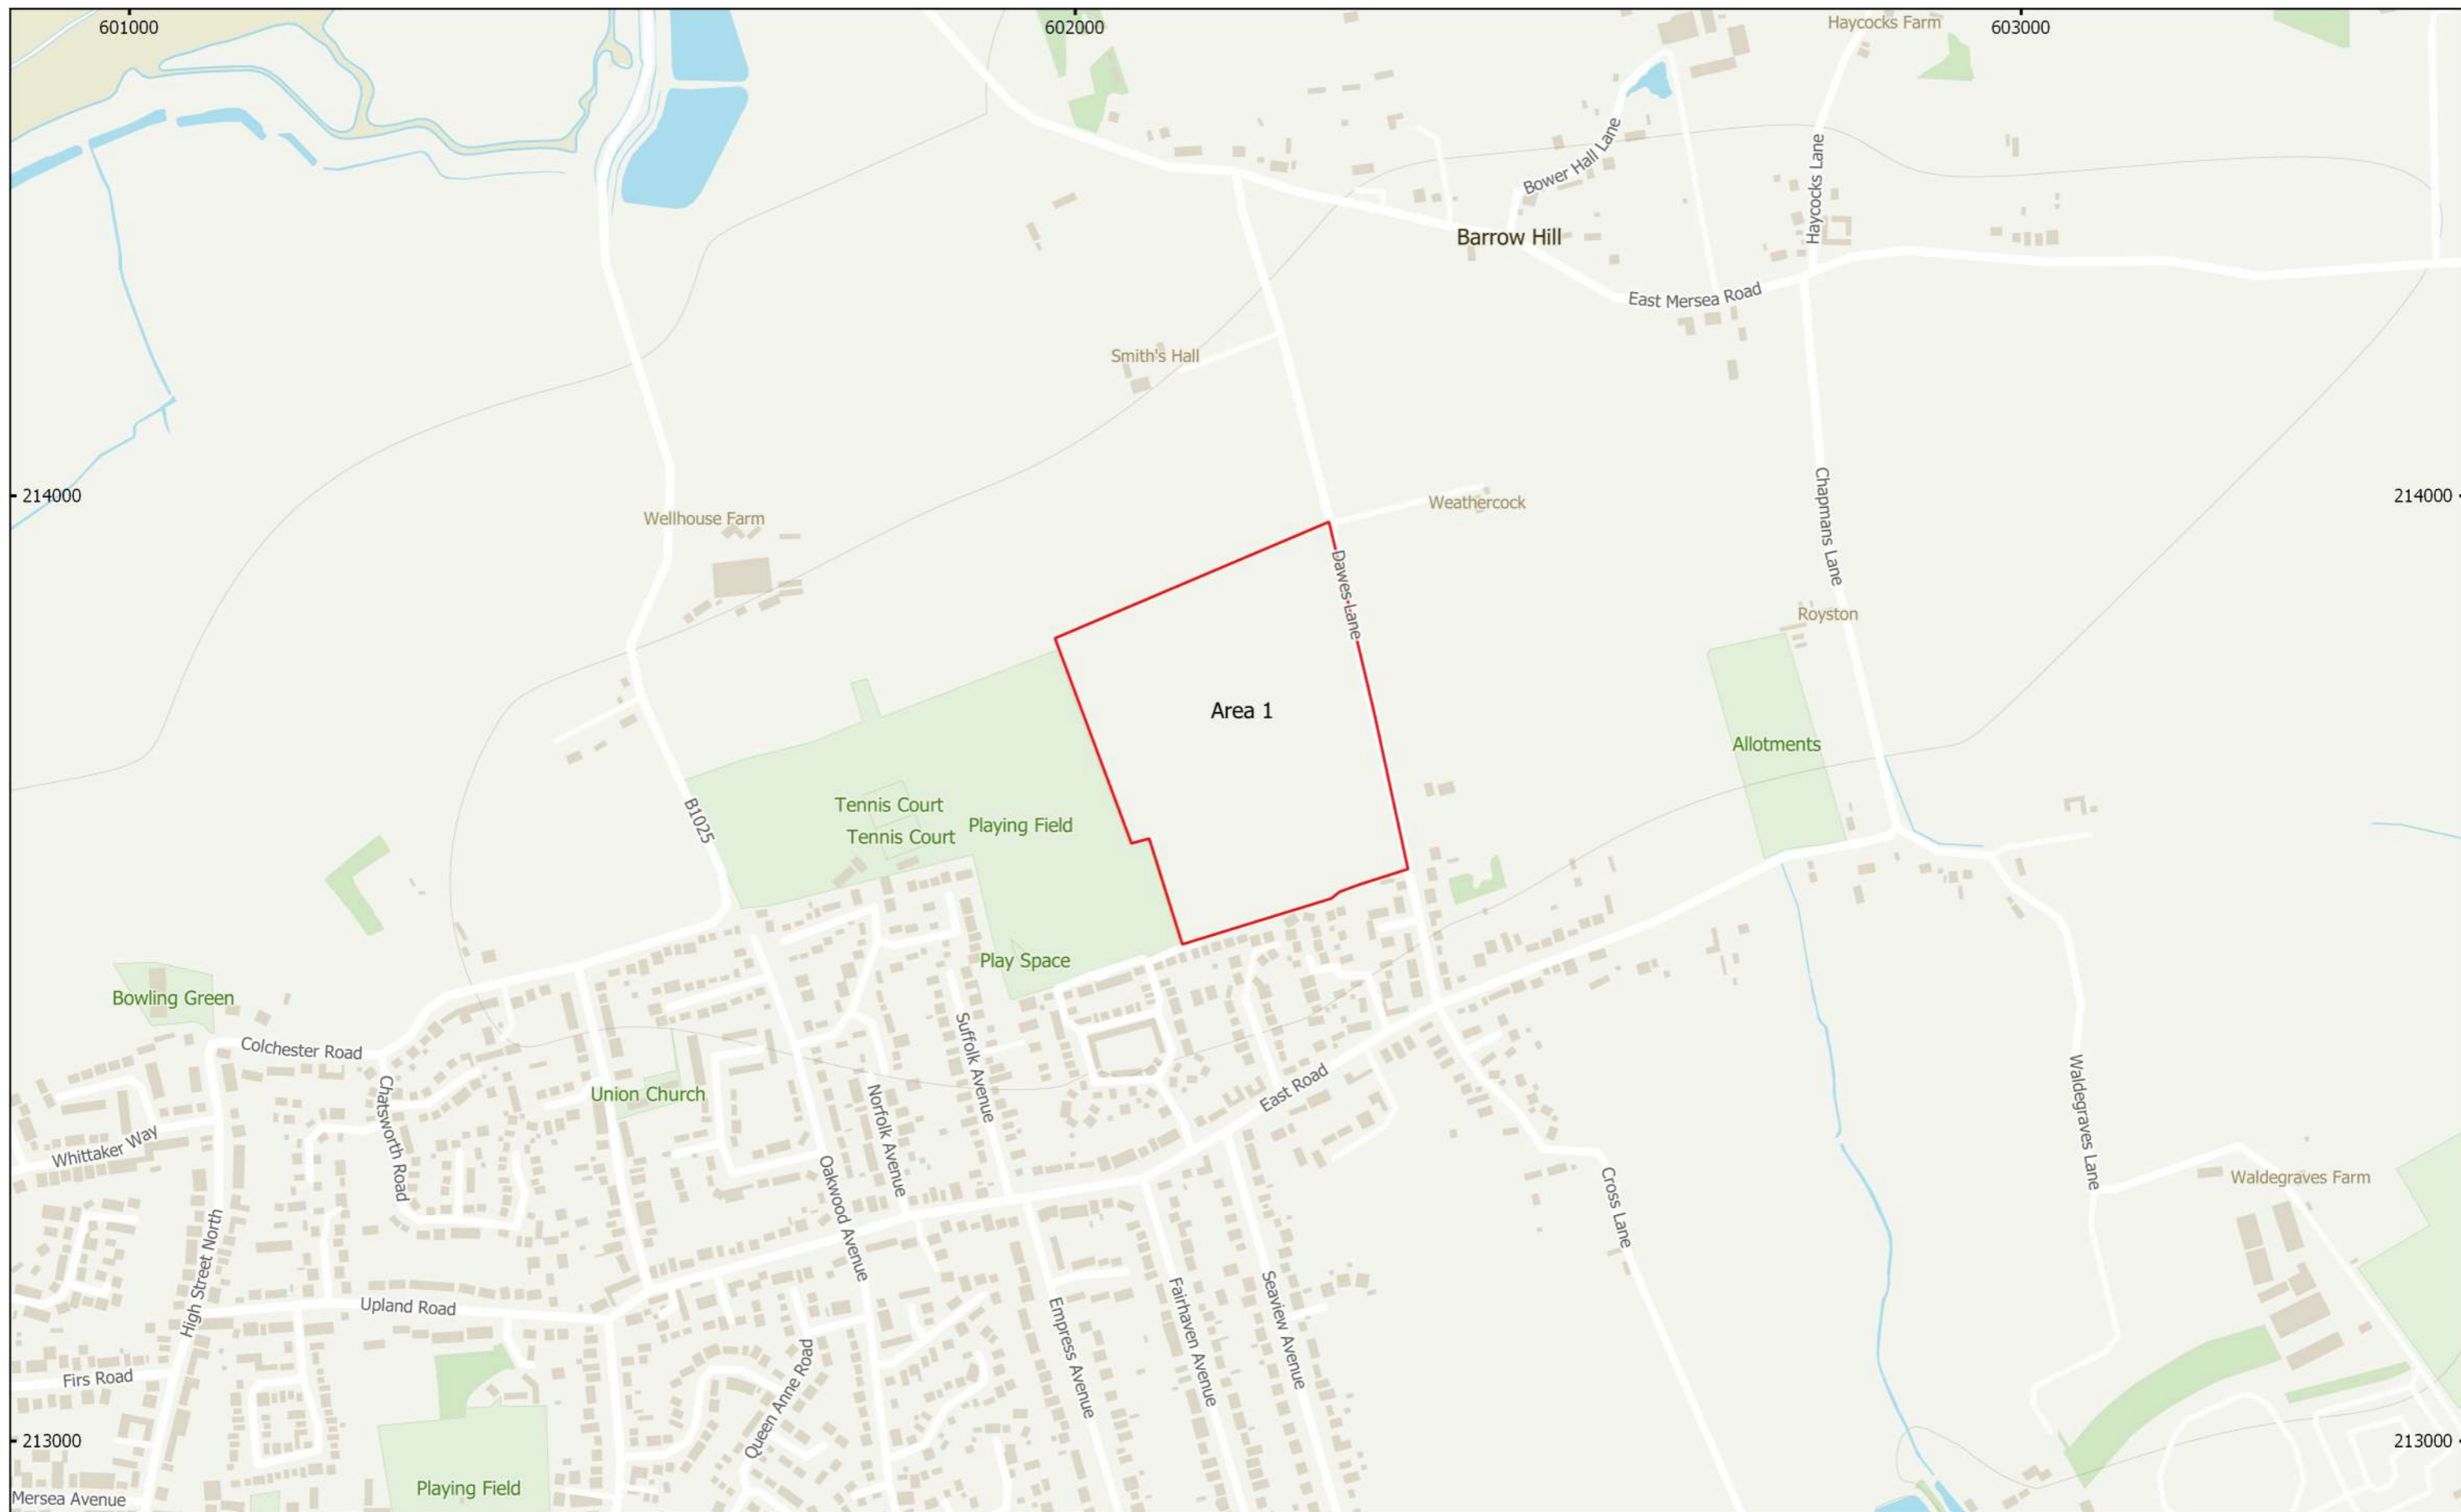 601000
602000
603000
Haycocks Farm
Bower Hall Lane
Haycocks Lane
Barrow Hill
East Mersea Road
Smith's Hall
214000
214000
Wellhouse Farm
Weathercock
Chapmans Lane
Dawes Lane
Royston
Area 1
Allotments
B1025
Tennis Court
Playing Field
Tennis Court
Play Space
Bowling Green
Colchester Road
Suffolk Avenue
East Road
Union Church
Chatsworth Road
Norfolk Avenue
Whittaker Way
Oakwood Avenue
Waldegraves Lane
Cross Lane
Waldegraves Farm
High Street North
Upland Road
Empress Avenue
Fairhaven Avenue
Seaview Avenue
Firs Road
Queen Anne Road
213000
213000
Playing Field
Mersea Avenue